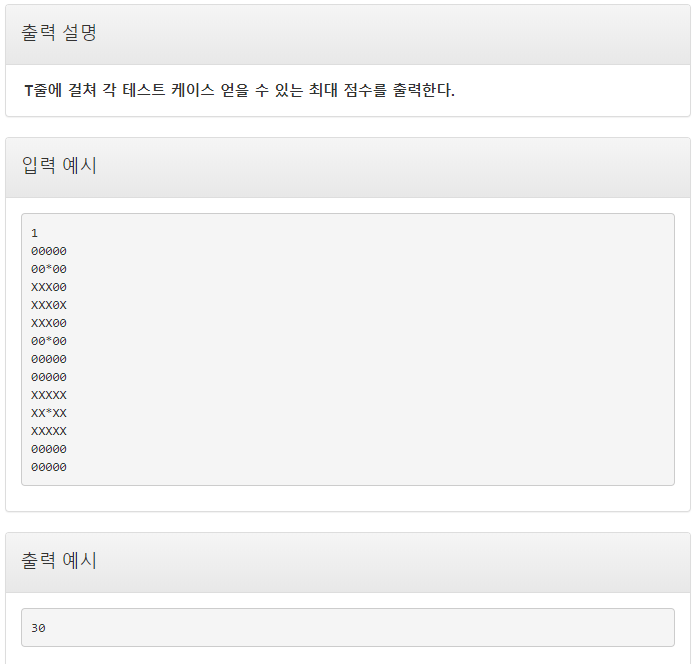 출력 설명
T줄에 걸쳐 각 테스트 케이스 얻을 수 있는 최대 점수를 출력한다.
입력 예시
1
00000
00*00
XXX00
XXX0X
XXX00
00*00
00000
00000
XXXXX
XX*XX
XXXXX
00000
00000
출력 예시
30